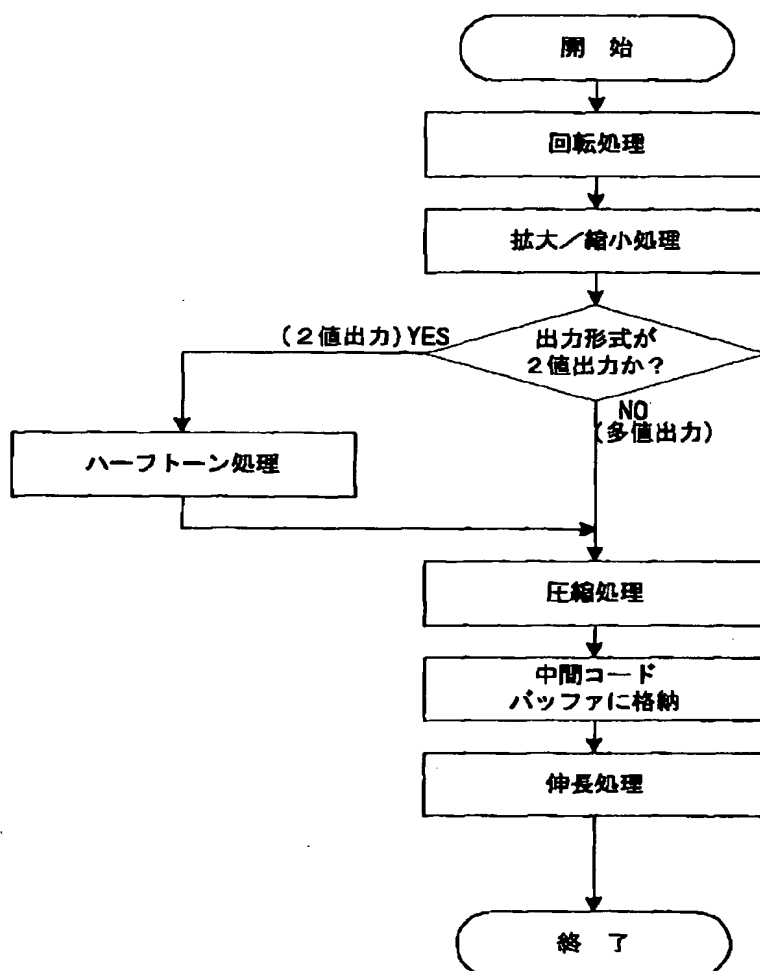 開 始
回転処理
拡大／縮小処理
出力形式が
２値出力か？
(２値出力)YES
NO
(多値出力)
ハーフトーン処理
圧縮処理
中間コード
バッファに格納
伸長処理
終 了